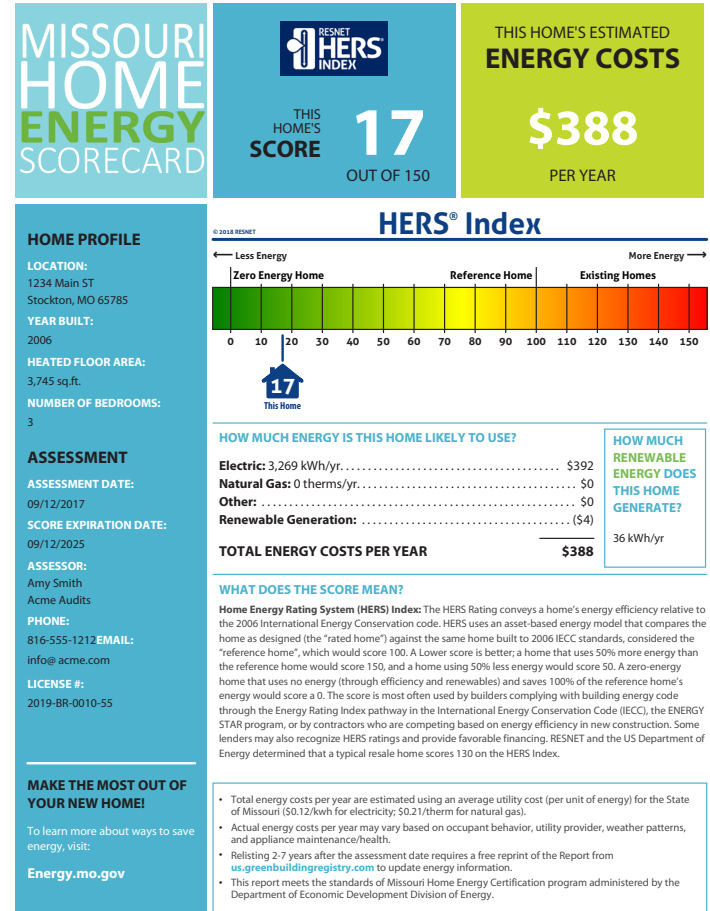 MISSOURI
HOME
ENERGY
SCORECARD
RESNET
HERS®
INDEX
THIS
HOME'S
SCORE
17
OUT OF 150
THIS HOME'S ESTIMATED
ENERGY COSTS
$388
PER YEAR
HOME PROFILE
LOCATION:
1234 Main ST
Stockton, MO 65785
YEAR BUILT:
2006
HEATED FLOOR AREA:
3,745 sq.ft.
NUMBER OF BEDROOMS:
3
ASSESSMENT
ASSESSMENT DATE:
09/12/2017
SCORE EXPIRATION DATE:
09/12/2025
ASSESSOR:
Amy Smith
Acme Audits
PHONE:
816-555-1212EMAIL:
info@ acme.com
LICENSE #:
2019-BR-0010-55
MAKE THE MOST OUT OF
YOUR NEW HOME!
To learn more about ways to save
energy, visit:
Energy.mo.gov
© 2018 RESNET
HERS® Index
← Less Energy
More Energy →
Zero Energy Home
Reference Home
Existing Homes
0 10 20 30 40 50 60 70 80 90 100 110 120 130 140 150
17
This Home
HOW MUCH ENERGY IS THIS HOME LIKELY TO USE?
Electric: 3,269 kWh/yr. . . . . . . . . . . . . . . . . . . . . . . . . . . . . . . . . . . . . . . $392
Natural Gas: 0 therms/yr. . . . . . . . . . . . . . . . . . . . . . . . . . . . . . . . . . . . . . . $0
Other: . . . . . . . . . . . . . . . . . . . . . . . . . . . . . . . . . . . . . . . . . . . . . . . . . . . . . . . $0
Renewable Generation: . . . . . . . . . . . . . . . . . . . . . . . . . . . . . . . . . . . . . ($4)
TOTAL ENERGY COSTS PER YEAR $388
HOW MUCH
RENEWABLE
ENERGY DOES
THIS HOME
GENERATE?
36 kWh/yr
WHAT DOES THE SCORE MEAN?
Home Energy Rating System (HERS) Index: The HERS Rating conveys a home's energy efficiency relative to
the 2006 International Energy Conservation code. HERS uses an asset-based energy model that compares the
home as designed (the “rated home”) against the same home built to 2006 IECC standards, considered the
“reference home”, which would score 100. A Lower score is better; a home that uses 50% more energy than
the reference home would score 150, and a home using 50% less energy would score 50. A zero-energy
home that uses no energy (through efficiency and renewables) and saves 100% of the reference home's
energy would score a 0. The score is most often used by builders complying with building energy code
through the Energy Rating Index pathway in the International Energy Conservation Code (IECC), the ENERGY
STAR program, or by contractors who are competing based on energy efficiency in new construction. Some
lenders may also recognize HERS ratings and provide favorable financing. RESNET and the US Department of
Energy determined that a typical resale home scores 130 on the HERS Index.
• Total energy costs per year are estimated using an average utility cost (per unit of energy) for the State
of Missouri ($0.12/kwh for electricity; $0.21/therm for natural gas).
• Actual energy costs per year may vary based on occupant behavior, utility provider, weather patterns,
and appliance maintenance/health.
• Relisting 2-7 years after the assessment date requires a free reprint of the Report from
us.greenbuildingregistry.com to update energy information.
• This report meets the standards of Missouri Home Energy Certification program administered by the
Department of Economic Development Division of Energy.